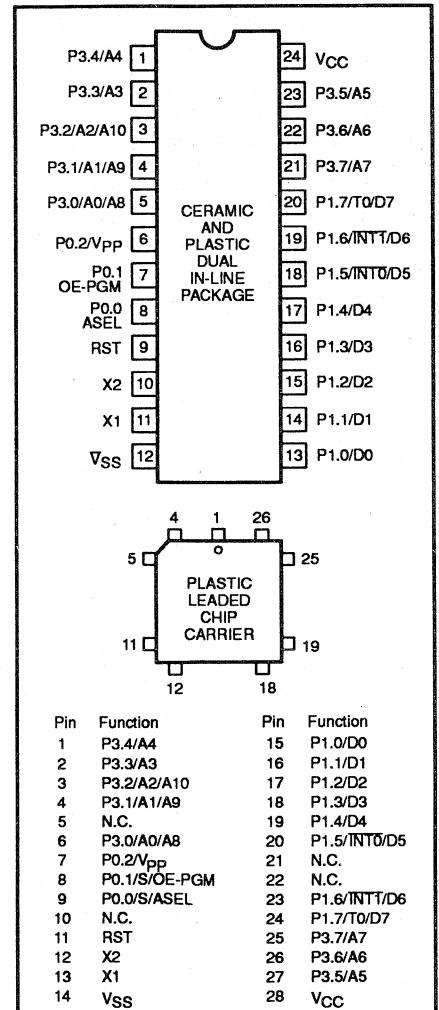 P3.4/A4 1 24 VCC
P3.3/A3 2 23 P3.5/A5
P3.2/A2/A10 3 22 P3.6/A6
P3.1/A1/A9 4 21 P3.7/A7
P3.0/A0/A8 5 20 P1.7/T0/D7
P0.2/VPP 6 19 P1.6/INT1/D6
P0.1
OE-PGM 7 18 P1.5/INT0/D5
P0.0
ASEL 8 17 P1.4/D4
RST 9 16 P1.3/D3
X2 10 15 P1.2/D2
X1 11 14 P1.1/D1
VSS 12 13 P1.0/D0
CERAMIC
AND
PLASTIC
DUAL
IN-LINE
PACKAGE
4 1 26
5 25
PLASTIC
LEADED
CHIP
CARRIER
11 19
12 18
Pin Function Pin Function
1 P3.4/A4 15 P1.0/D0
2 P3.3/A3 16 P1.1/D1
3 P3.2/A2/A10 17 P1.2/D2
4 P3.1/A1/A9 18 P1.3/D3
5 N.C. 19 P1.4/D4
6 P3.0/A0/A8 20 P1.5/INT0/D5
7 P0.2/VPP 21 N.C.
8 P0.1/S/OE-PGM 22 N.C.
9 P0.0/S/ASEL 23 P1.6/INT1/D6
10 N.C. 24 P1.7/T0/D7
11 RST 25 P3.7/A7
12 X2 26 P3.6/A6
13 X1 27 P3.5/A5
14 VSS 28 VCC